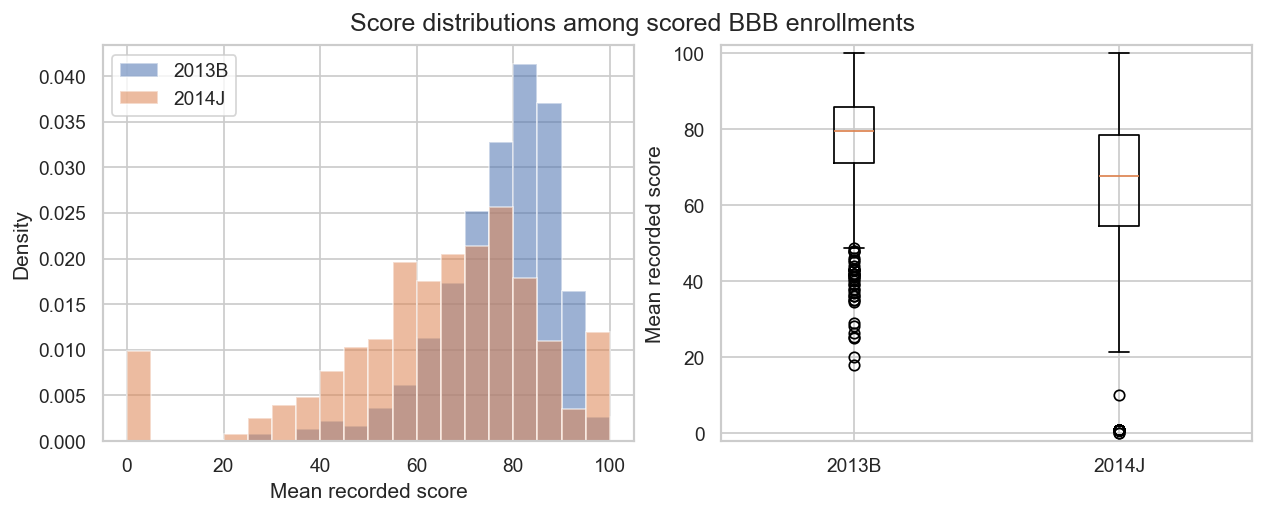 Score distributions among scored BBB enrollments
2013B
2014J
Density
0.040
0.035
0.030
0.025
0.020
0.015
0.010
0.005
0.000
0 20 40 60 80 100
Mean recorded score
Mean recorded score
100
80
60
40
20
0
2013B 2014J